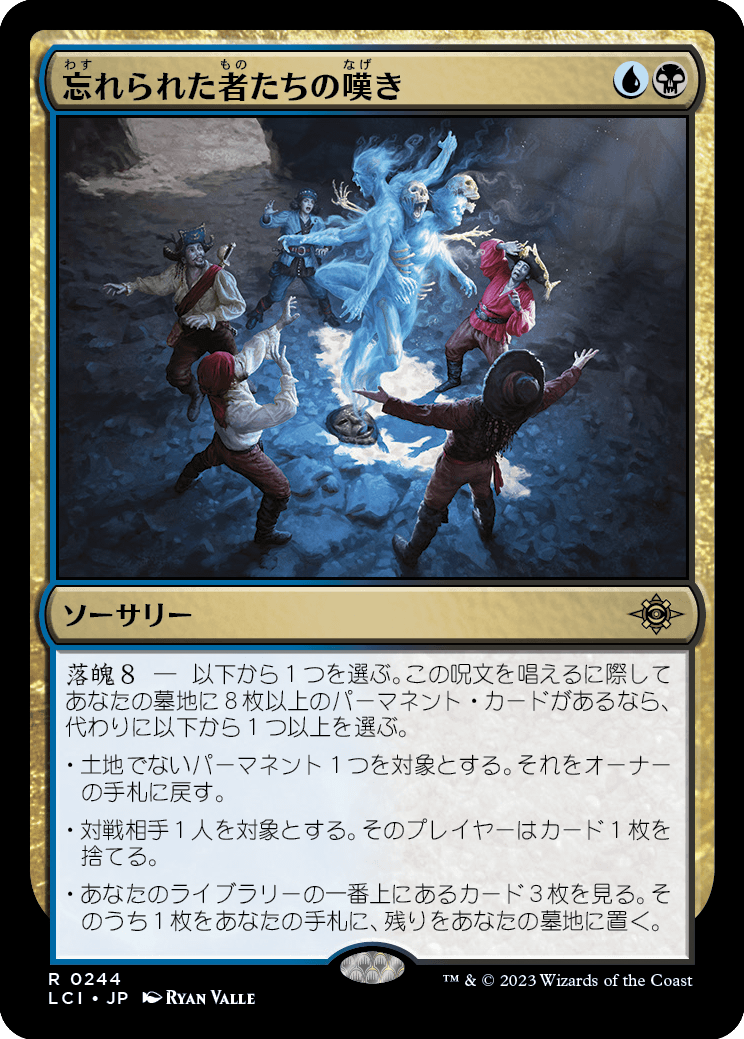 わす もの なげ
忘れられた者たちの嘆き
ソーサリー
落魄８ ― 以下から１つを選ぶ。この呪文を唱えるに際して
あなたの墓地に８枚以上のパーマネント・カードがあるなら、
代わりに以下から１つ以上を選ぶ。
・土地でないパーマネント１つを対象とする。それをオーナー
の手札に戻す。
・対戦相手１人を対象とする。そのプレイヤーはカード１枚を
捨てる。
・あなたのライブラリーの一番上にあるカード３枚を見る。そ
のうち１枚をあなたの手札に、残りをあなたの墓地に置く。
R 0244
LCI • JP RYAN VALLE
™ & © 2023 Wizards of the Coast